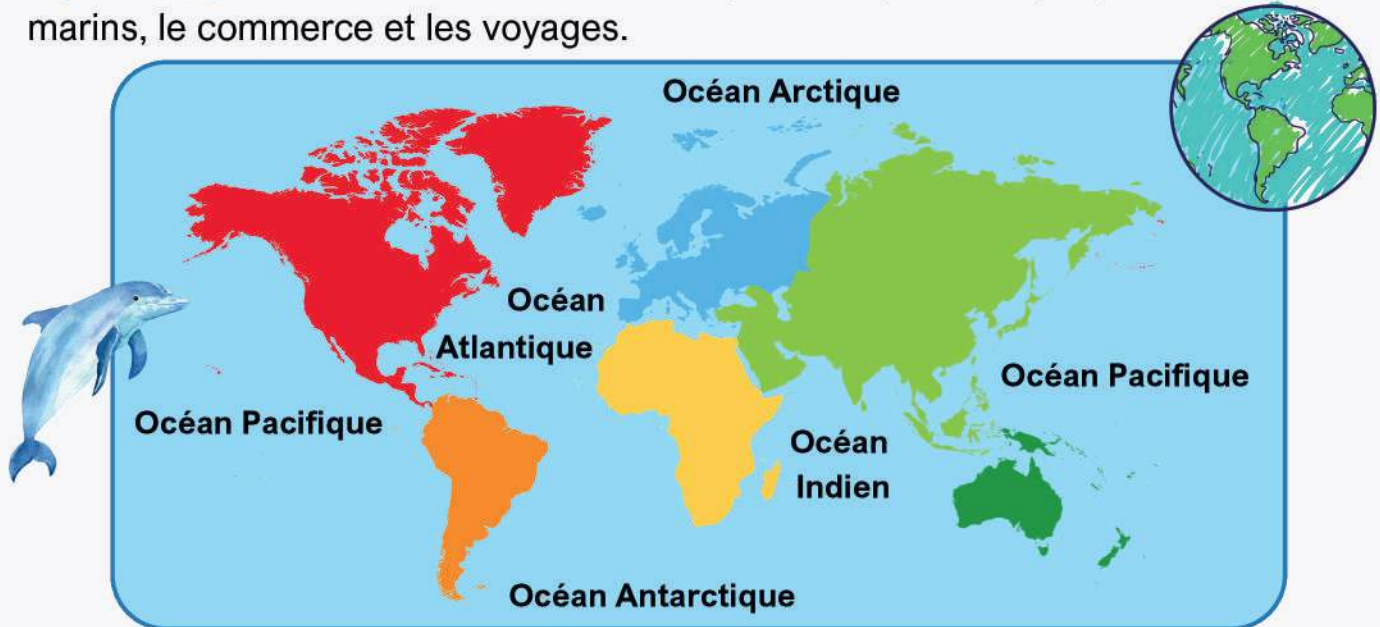 marins, le commerce et les voyages.
Océan Arctique
Océan
Atlantique
Océan Pacifique
Océan Pacifique
Océan
Indien
Océan Antarctique